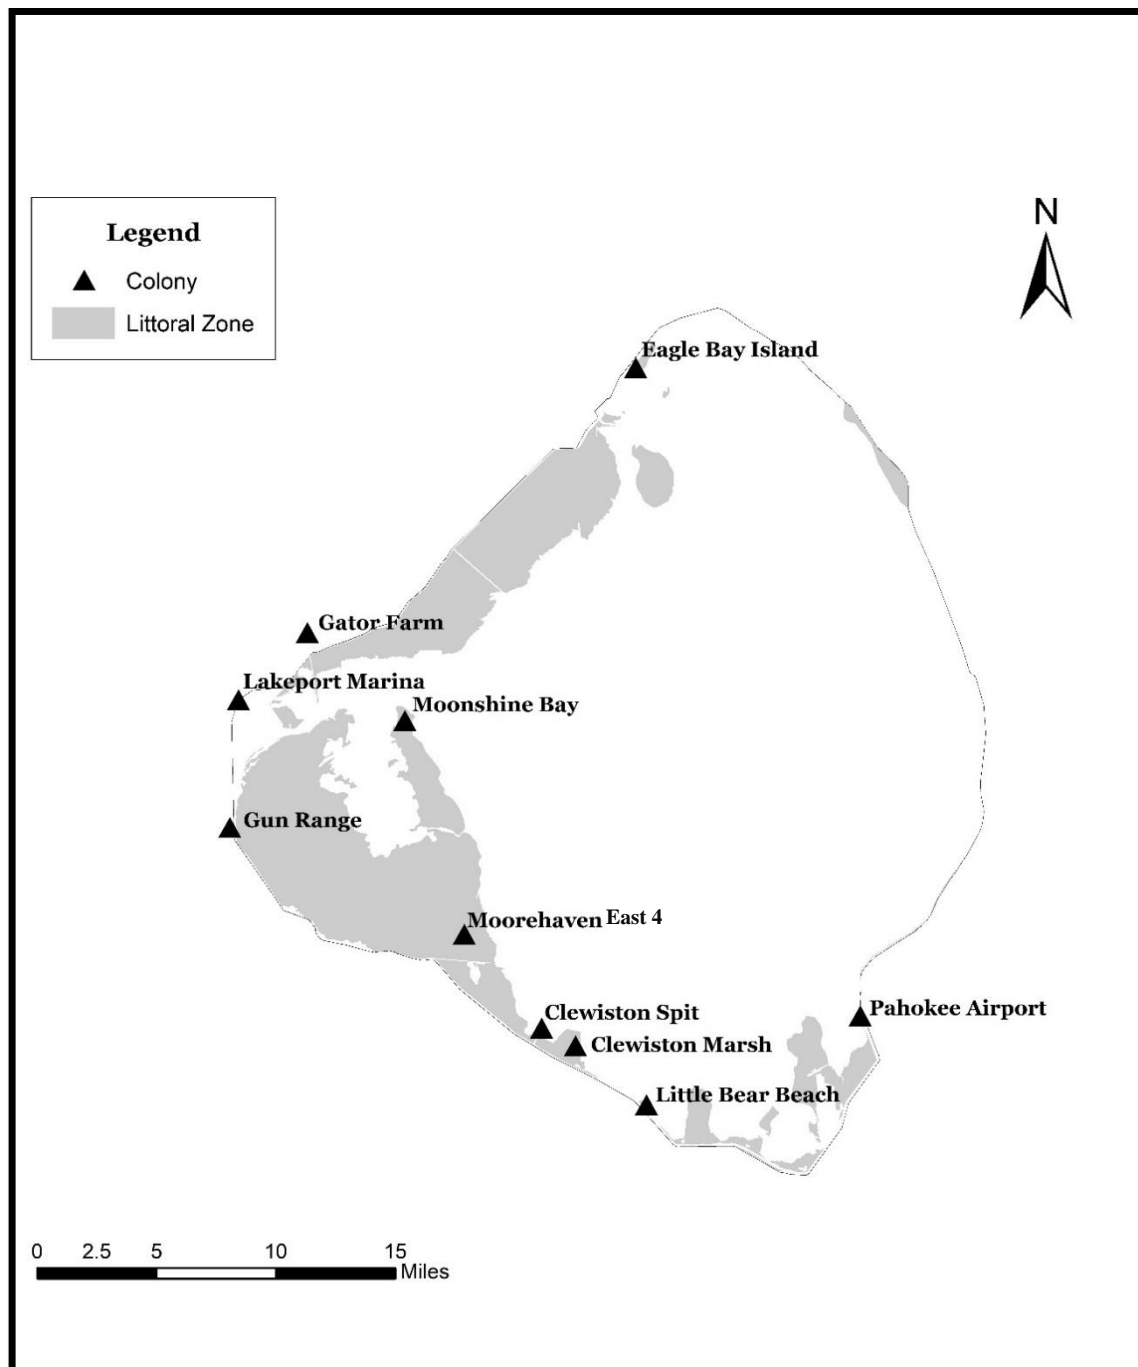 N
Legend
Colony
Littoral Zone
Eagle Bay Island
Gator Farm
Lakeport Marina
Moonshine Bay
Gun Range
Moorehaven East 4
Clewiston Spit
Pahokee Airport
Clewiston Marsh
Little Bear Beach
0 2.5 5 10 15
Miles